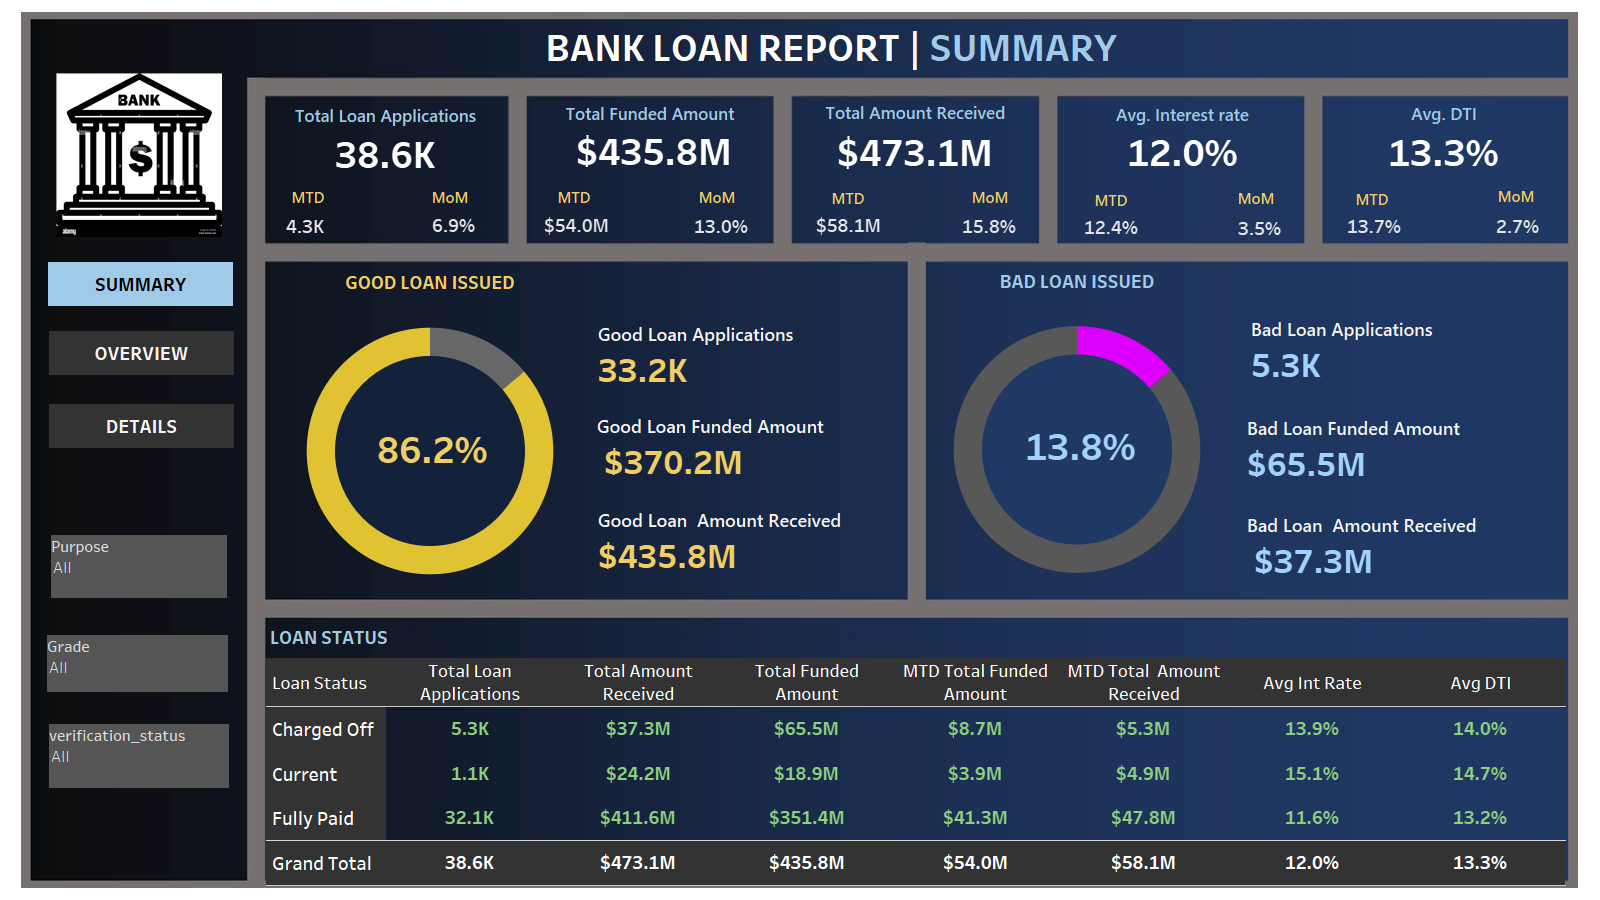 BANK LOAN REPORT | SUMMARY
BANK
$
alamy
SUMMARY
OVERVIEW
DETAILS
Purpose
All
Grade
All
verification_status
All
Total Loan Applications
38.6K
MTD MoM
4.3K 6.9%
Total Funded Amount
$435.8M
MTD MoM
$54.0M 13.0%
Total Amount Received
$473.1M
MTD MoM
$58.1M 15.8%
Avg. Interest rate
12.0%
MTD MoM
12.4% 3.5%
Avg. DTI
13.3%
MTD MoM
13.7% 2.7%
GOOD LOAN ISSUED
86.2%
Good Loan Applications
33.2K
Good Loan Funded Amount
$370.2M
Good Loan  Amount Received
$435.8M
BAD LOAN ISSUED
13.8%
Bad Loan Applications
5.3K
Bad Loan Funded Amount
$65.5M
Bad Loan  Amount Received
$37.3M
LOAN STATUS
Loan Status Total Loan Applications Total Amount Received Total Funded Amount MTD Total Funded Amount MTD Total  Amount Received Avg Int Rate Avg DTI
Charged Off 5.3K $37.3M $65.5M $8.7M $5.3M 13.9% 14.0%
Current 1.1K $24.2M $18.9M $3.9M $4.9M 15.1% 14.7%
Fully Paid 32.1K $411.6M $351.4M $41.3M $47.8M 11.6% 13.2%
Grand Total 38.6K $473.1M $435.8M $54.0M $58.1M 12.0% 13.3%